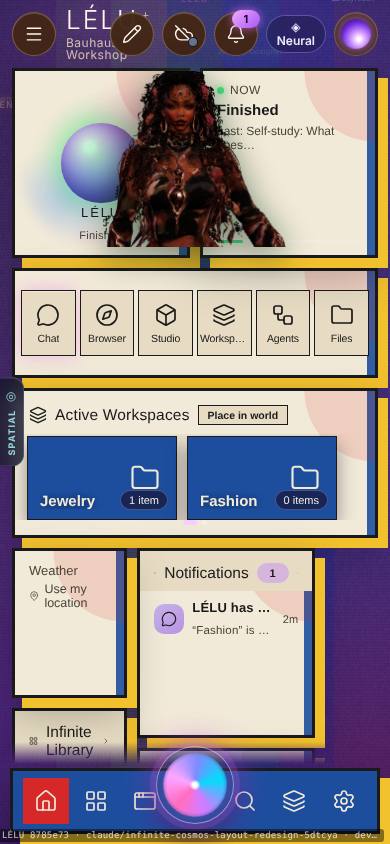 LÉLU
Bauhaus
Workshop
1
◈
Neural
NOW
Finished
Self-study: What
LÉLU
Chat
Browser
Studio
Worksp…
Agents
Files
SPATIAL ◎
Active Workspaces
Place in world
Jewelry
1 item
Fashion
0 items
Weather
Use my
location
Notifications
1
LÉLU has …
“Fashion” is …
2m
Infinite
Library
LÉLU 8785e73 · claude/infinite-cosmos-layout-redesign-5dtcya · dev…